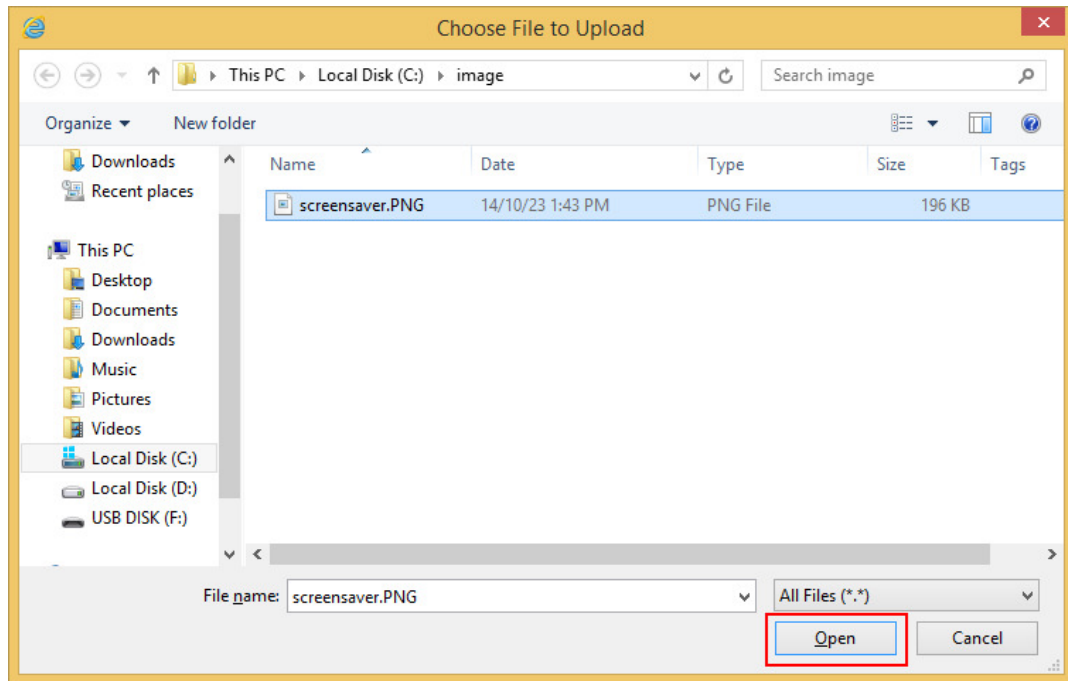 Choose File to Upload
This PC Local Disk (C:) image
Search image
Organize New folder
Downloads
Recent places
This PC
Desktop
Documents
Downloads
Music
Pictures
Videos
Local Disk (C:)
Local Disk (D:)
USB DISK (F:)
Name Date Type Size Tags
screensaver.PNG 14/10/23 1:43 PM PNG File 196 KB
File name: screensaver.PNG All Files (*.*)
Open Cancel